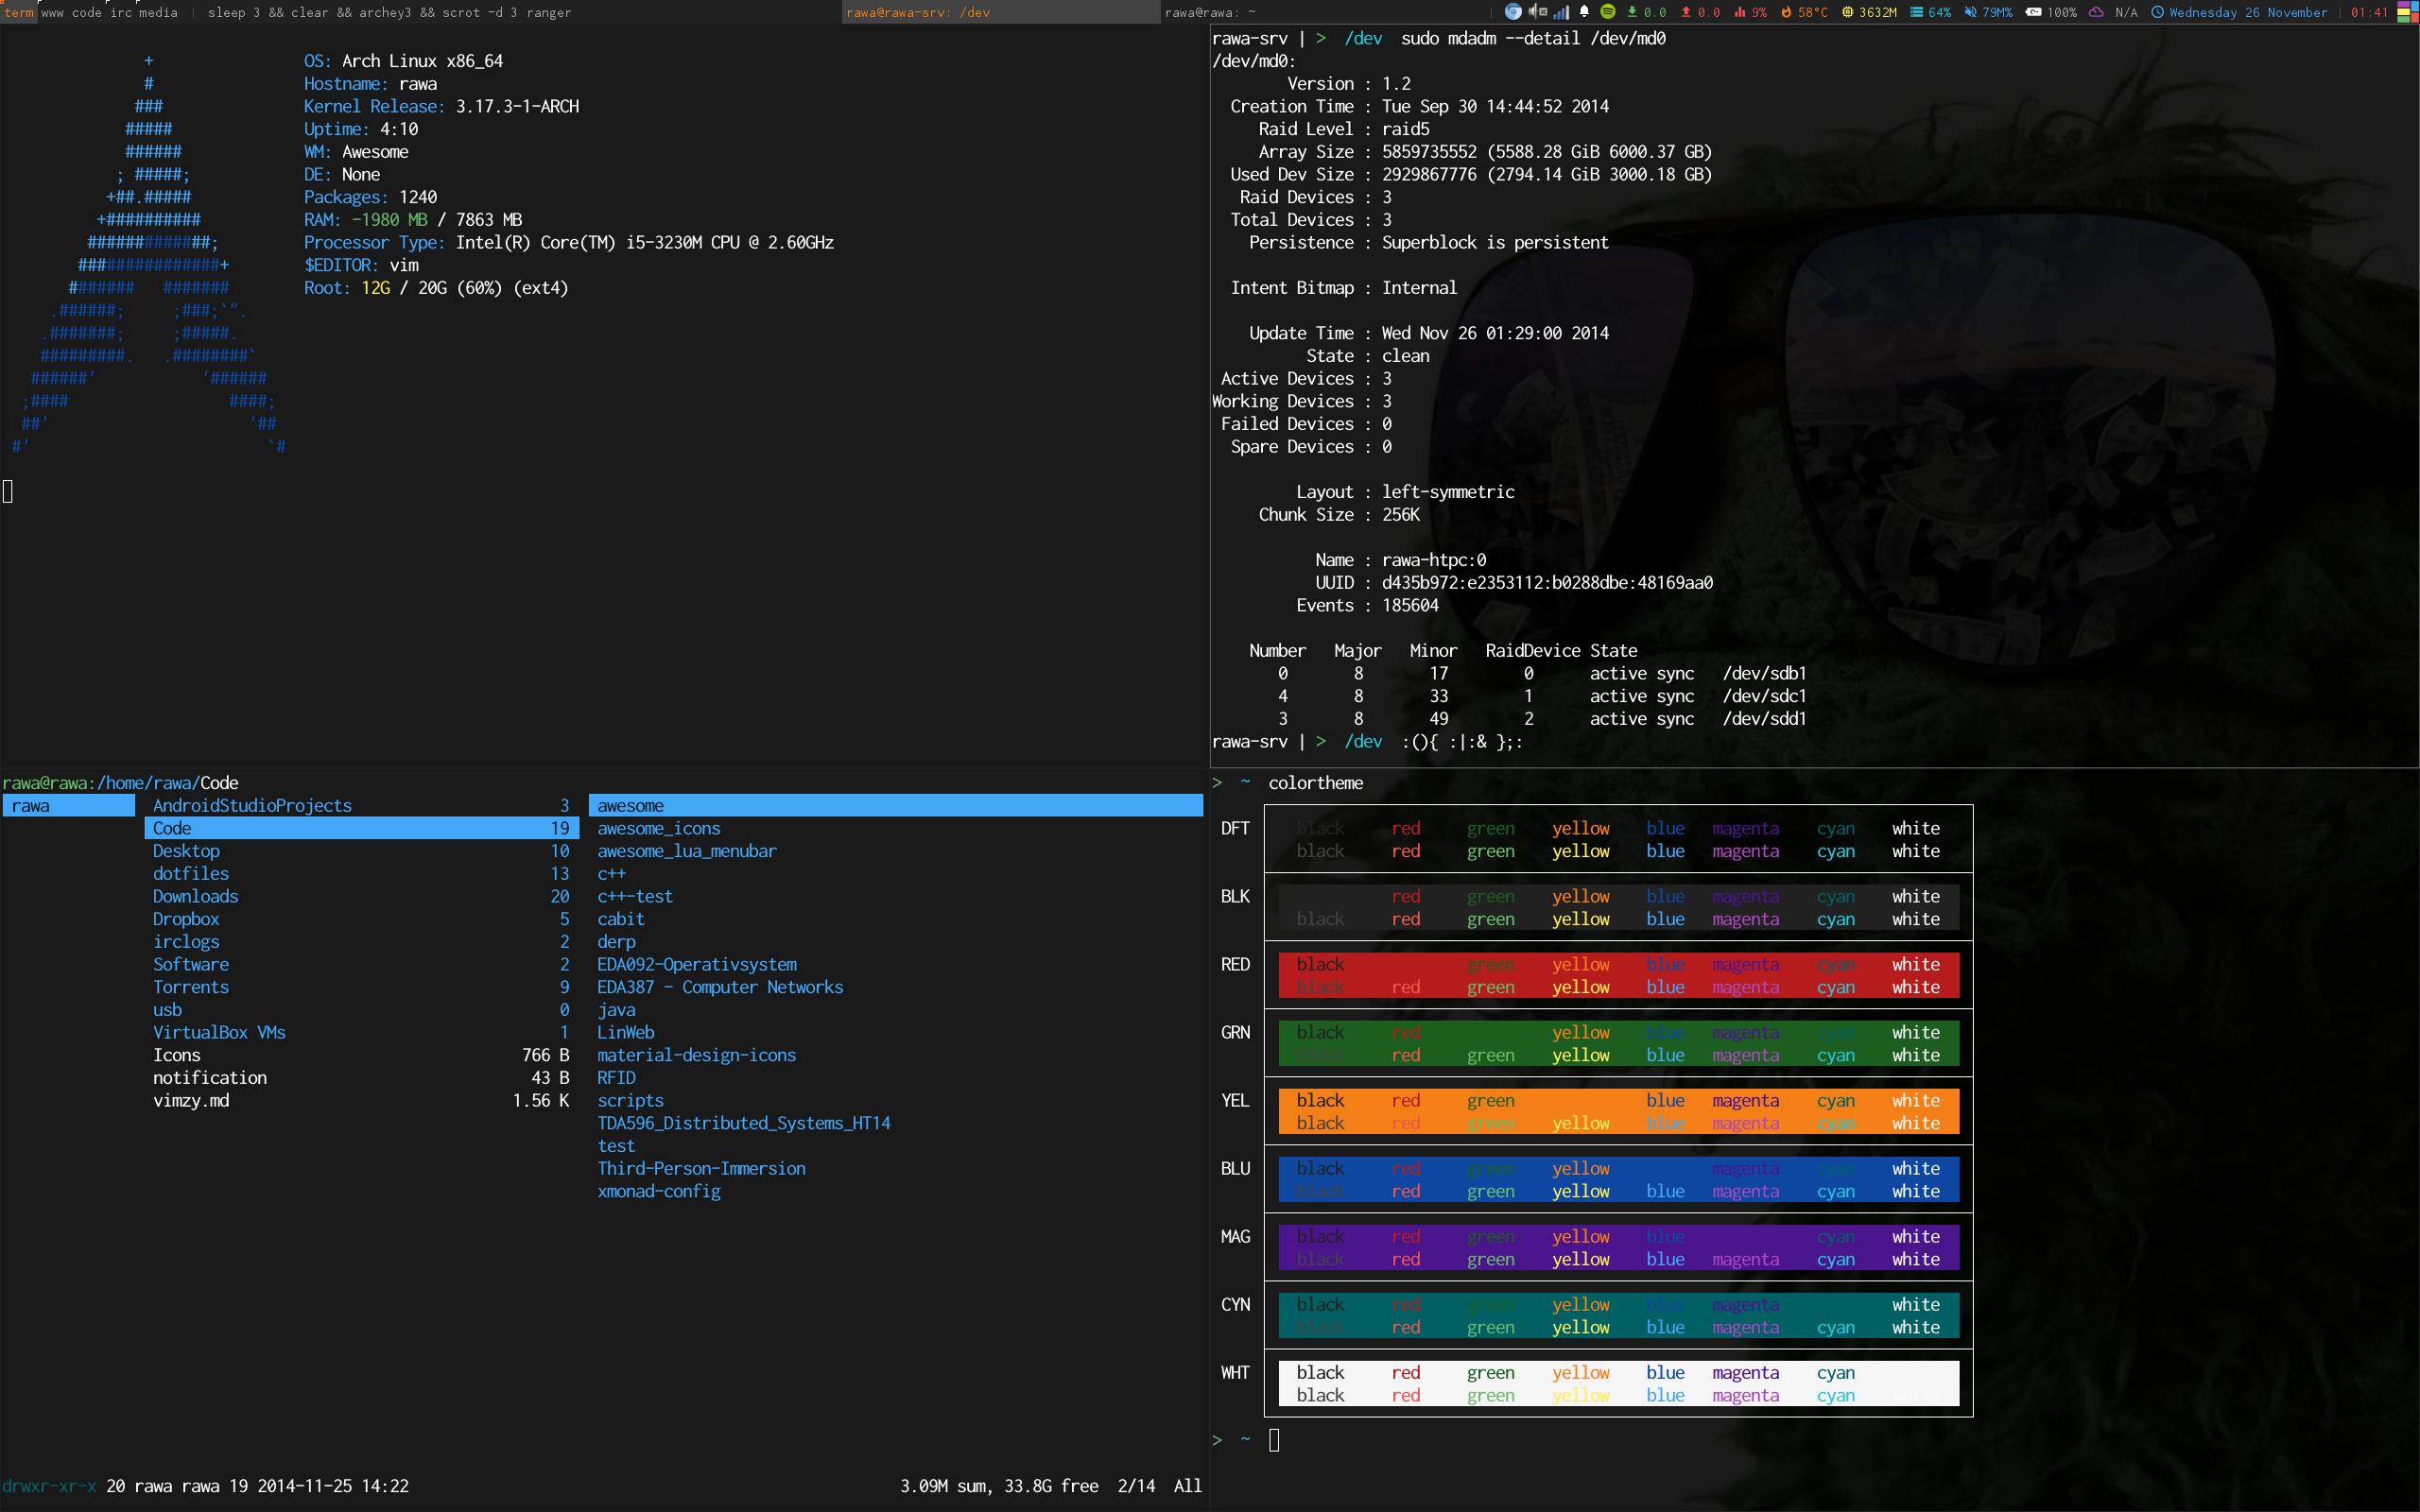 term www code irc media | sleep 3 && clear && archey3 && scrot -d 3 ranger rawa@rawa-srv: /dev rawa@rawa: ~ | 0.0 0.0 9% 58°C 3632M 64% 79M% 100% N/A Wednesday 26 November | 01:41
OS: Arch Linux x86_64
Hostname: rawa
Kernel Release: 3.17.3-1-ARCH
Uptime: 4:10
WM: Awesome
DE: None
Packages: 1240
RAM: -1980 MB / 7863 MB
Processor Type: Intel(R) Core(TM) i5-3230M CPU @ 2.60GHz
$EDITOR: vim
Root: 12G / 20G (60%) (ext4)
rawa-srv | > /dev sudo mdadm --detail /dev/md0
/dev/md0:
Version : 1.2
Creation Time : Tue Sep 30 14:44:52 2014
Raid Level : raid5
Array Size : 5859735552 (5588.28 GiB 6000.37 GB)
Used Dev Size : 2929867776 (2794.14 GiB 3000.18 GB)
Raid Devices : 3
Total Devices : 3
Persistence : Superblock is persistent
Intent Bitmap : Internal
Update Time : Wed Nov 26 01:29:00 2014
State : clean
Active Devices : 3
Working Devices : 3
Failed Devices : 0
Spare Devices : 0
Layout : left-symmetric
Chunk Size : 256K
Name : rawa-htpc:0
UUID : d435b972:e2353112:b0288dbe:48169aa0
Events : 185604
Number Major Minor RaidDevice State
0 8 17 0 active sync /dev/sdb1
4 8 33 1 active sync /dev/sdc1
3 8 49 2 active sync /dev/sdd1
rawa-srv | > /dev :(){ :|:& };:
rawa@rawa:/home/rawa/Code
rawa AndroidStudioProjects 3 awesome
Code 19 awesome_icons
Desktop 10 awesome_lua_menubar
dotfiles 13 c++
Downloads 20 c++-test
Dropbox 5 cabit
irclogs 2 derp
Software 2 EDA092-Operativsystem
Torrents 9 EDA387 - Computer Networks
usb 0 java
VirtualBox VMs 1 LinWeb
Icons 766 B material-design-icons
notification 43 B RFID
vimzy.md 1.56 K scripts
TDA596_Distributed_Systems_HT14
test
Third-Person-Immersion
xmonad-config
drwxr-xr-x 20 rawa rawa 19 2014-11-25 14:22 3.09M sum, 33.8G free 2/14 All
> ~ colortheme
DFT black red green yellow blue magenta cyan white
black red green yellow blue magenta cyan white
BLK red green yellow blue magenta cyan white
black red green yellow blue magenta cyan white
RED black green yellow blue magenta cyan white
black red green yellow blue magenta cyan white
GRN black red yellow blue magenta cyan white
black red green yellow blue magenta cyan white
YEL black red green blue magenta cyan white
black red green yellow blue magenta cyan white
BLU black red green yellow magenta cyan white
black red green yellow blue magenta cyan white
MAG black red green yellow blue cyan white
black red green yellow blue magenta cyan white
CYN black red green yellow blue magenta white
black red green yellow blue magenta cyan white
WHT black red green yellow blue magenta cyan
black red green yellow blue magenta cyan white
> ~